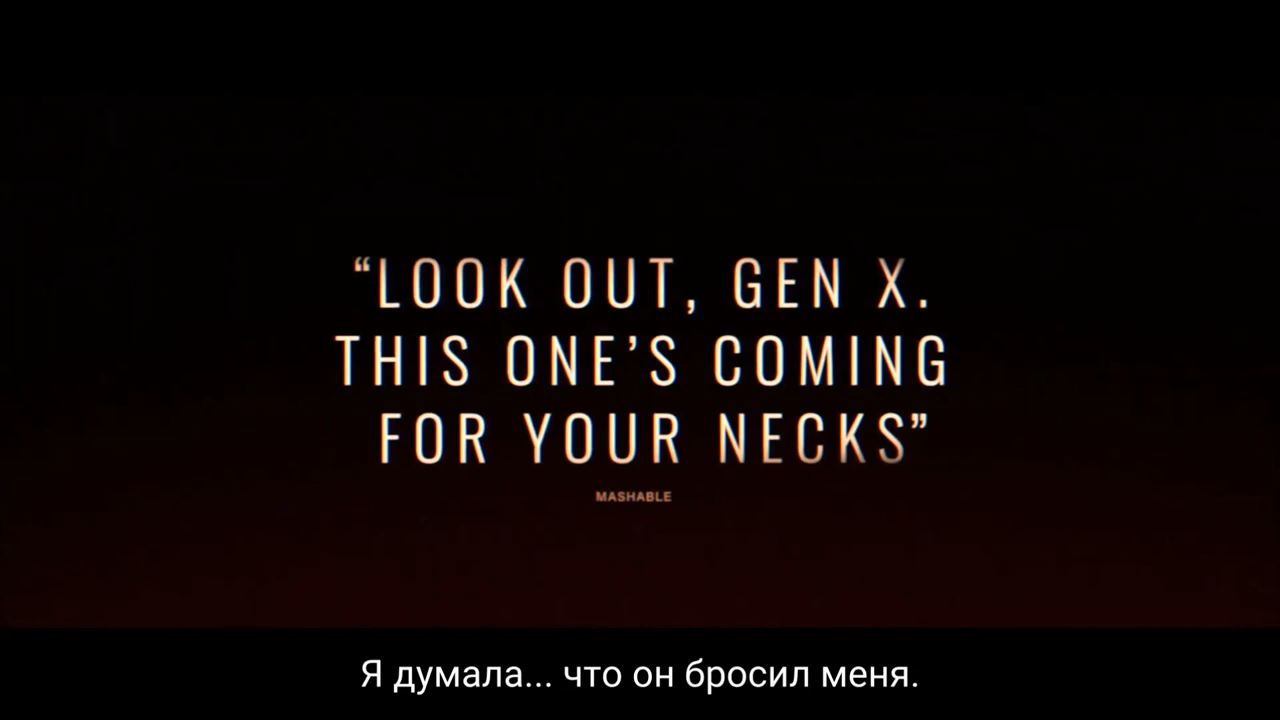 “LOOK OUT, GEN X.
THIS ONE’S COMING
FOR YOUR NECKS”
MASHABLE
Я думала... что он бросил меня.